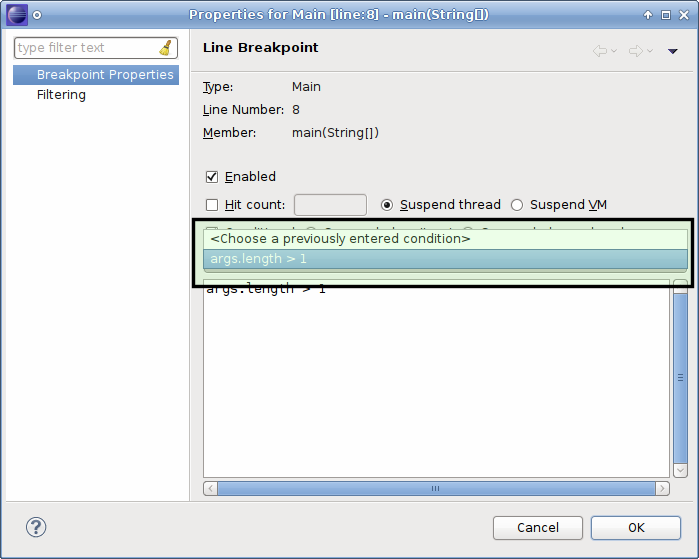 Properties for Main [line:8] - main(String[])
type filter text
Breakpoint Properties
Filtering
Line Breakpoint
Type: Main
Line Number: 8
Member: main(String[])
Enabled
Hit count: Suspend thread Suspend VM
<Choose a previously entered condition>
args.length > 1
args.length > 1
Cancel OK